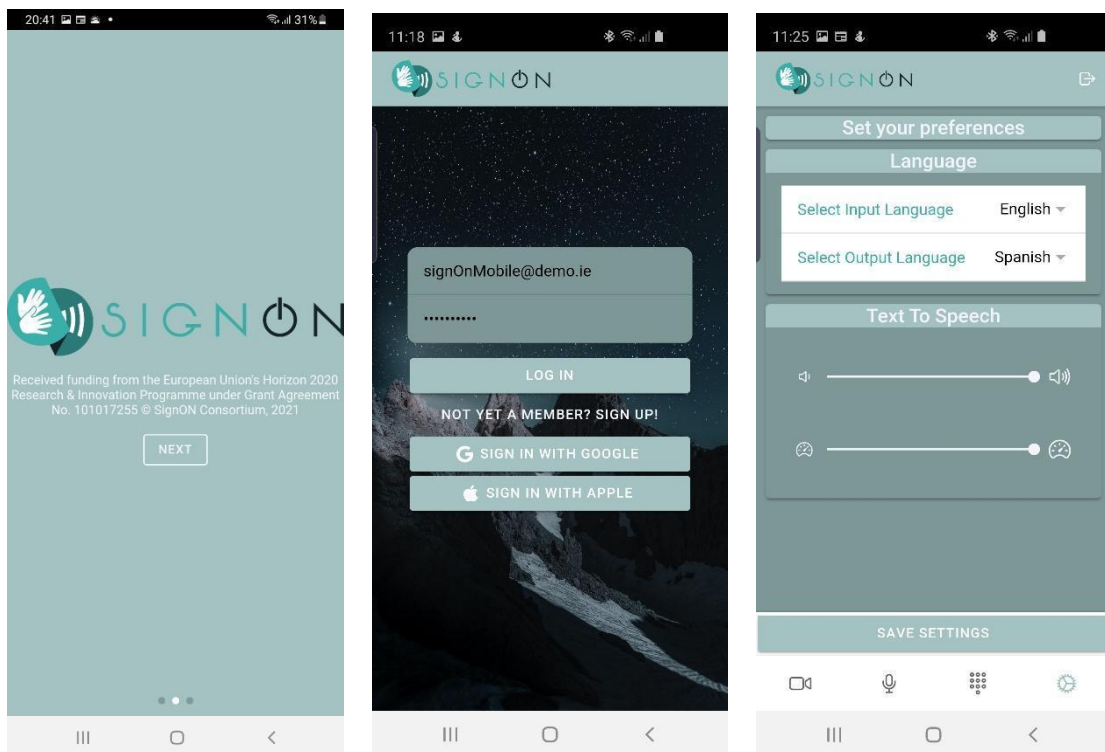 20:41
31%
SIGNON
Received funding from the European Union's Horizon 2020
Research & Innovation Programme under Grant Agreement
No. 101017255 © SignON Consortium, 2021
NEXT
11:18
SIGNON
signOnMobile@demo.ie
••••••••••
LOG IN
NOT YET A MEMBER? SIGN UP!
G SIGN IN WITH GOOGLE
SIGN IN WITH APPLE
11:25
SIGNON
Set your preferences
Language
Select Input Language English
Select Output Language Spanish
Text To Speech
SAVE SETTINGS